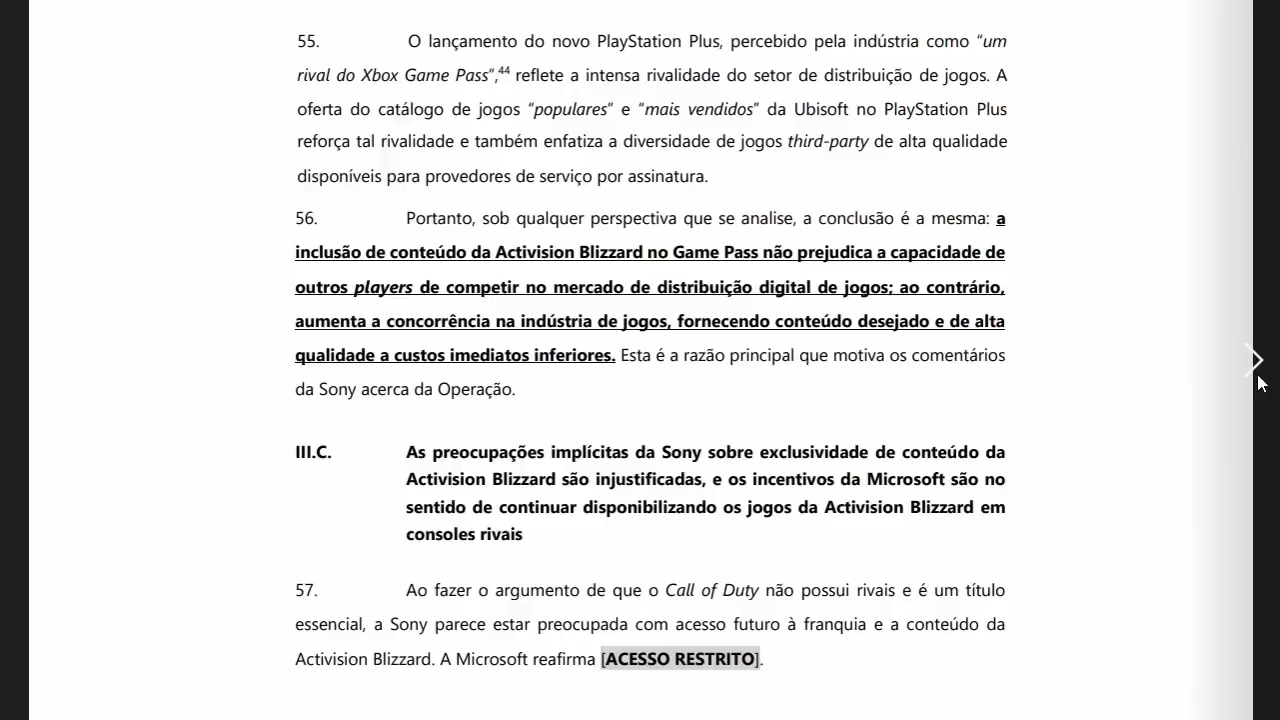 55. O lançamento do novo PlayStation Plus, percebido pela indústria como “um
rival do Xbox Game Pass”,44 reflete a intensa rivalidade do setor de distribuição de jogos. A
oferta do catálogo de jogos “populares” e “mais vendidos” da Ubisoft no PlayStation Plus
reforça tal rivalidade e também enfatiza a diversidade de jogos third-party de alta qualidade
disponíveis para provedores de serviço por assinatura.
56. Portanto, sob qualquer perspectiva que se analise, a conclusão é a mesma: a
inclusão de conteúdo da Activision Blizzard no Game Pass não prejudica a capacidade de
outros players de competir no mercado de distribuição digital de jogos; ao contrário,
aumenta a concorrência na indústria de jogos, fornecendo conteúdo desejado e de alta
qualidade a custos imediatos inferiores. Esta é a razão principal que motiva os comentários
da Sony acerca da Operação.
III.C. As preocupações implícitas da Sony sobre exclusividade de conteúdo da
Activision Blizzard são injustificadas, e os incentivos da Microsoft são no
sentido de continuar disponibilizando os jogos da Activision Blizzard em
consoles rivais
57. Ao fazer o argumento de que o Call of Duty não possui rivais e é um título
essencial, a Sony parece estar preocupada com acesso futuro à franquia e a conteúdo da
Activision Blizzard. A Microsoft reafirma [ACESSO RESTRITO].